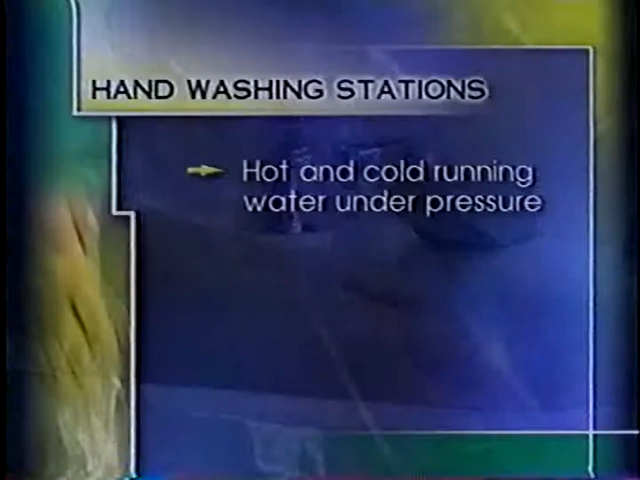 HAND WASHING STATIONS
Hot and cold running
water under pressure